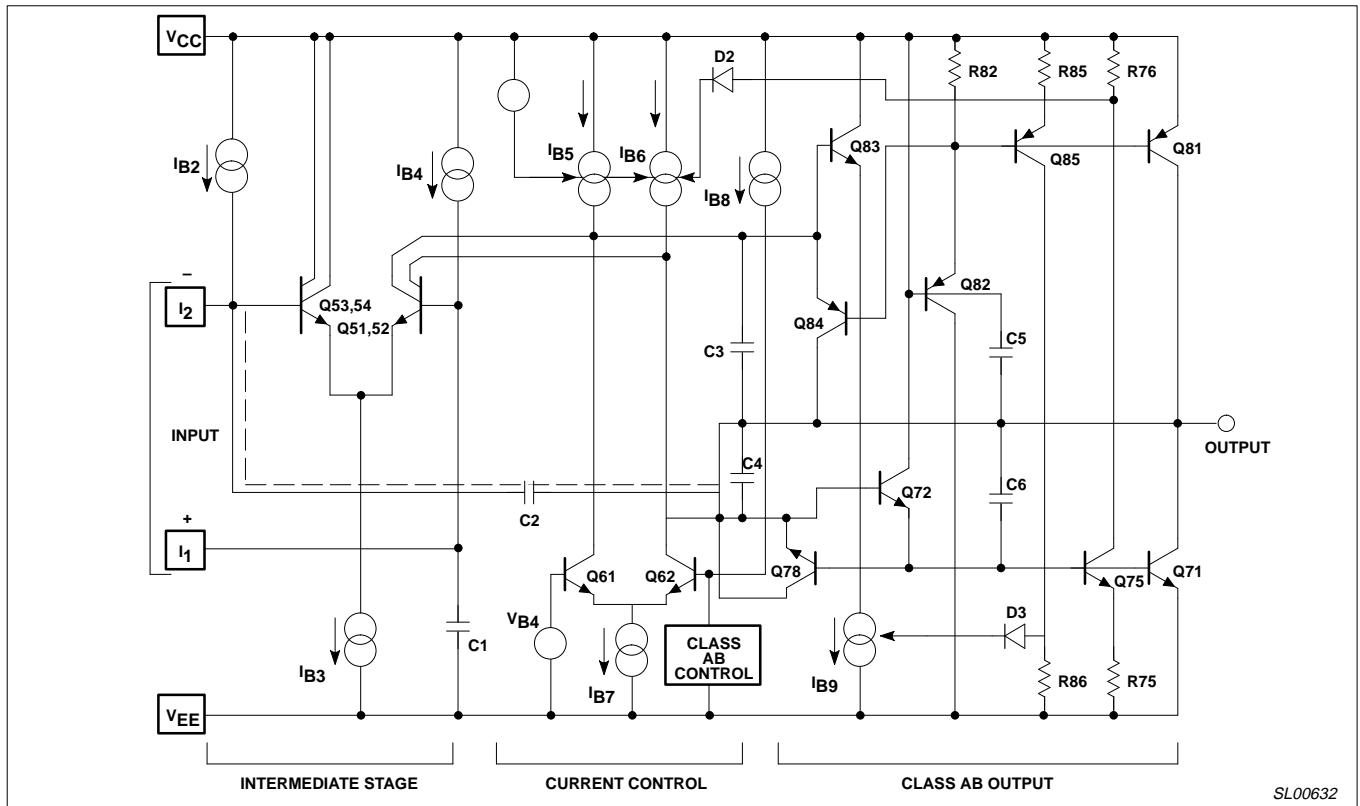 VCC
D2
R82
R85
R76
IB2
IB4
IB5
IB6
IB8
Q83
Q85
Q81
−
I2
Q53,54
Q51,52
Q84
Q82
C3
C5
INPUT
OUTPUT
C4
C2
Q72
C6
+
I1
Q61
Q62
Q78
Q75
Q71
VB4
C1
CLASS
AB
CONTROL
D3
IB3
IB7
IB9
R86
R75
VEE
INTERMEDIATE STAGE
CURRENT CONTROL
CLASS AB OUTPUT
SL00632